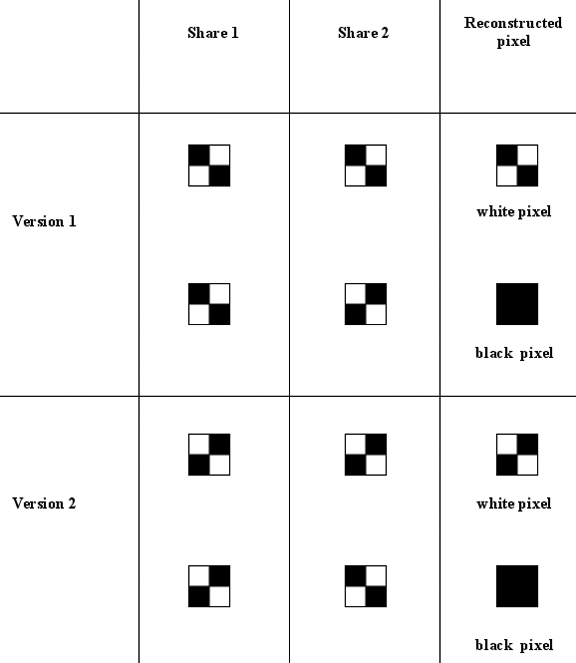 Share 1
Share 2
Reconstructed
pixel
Version 1
white pixel
black pixel
Version 2
white pixel
black pixel